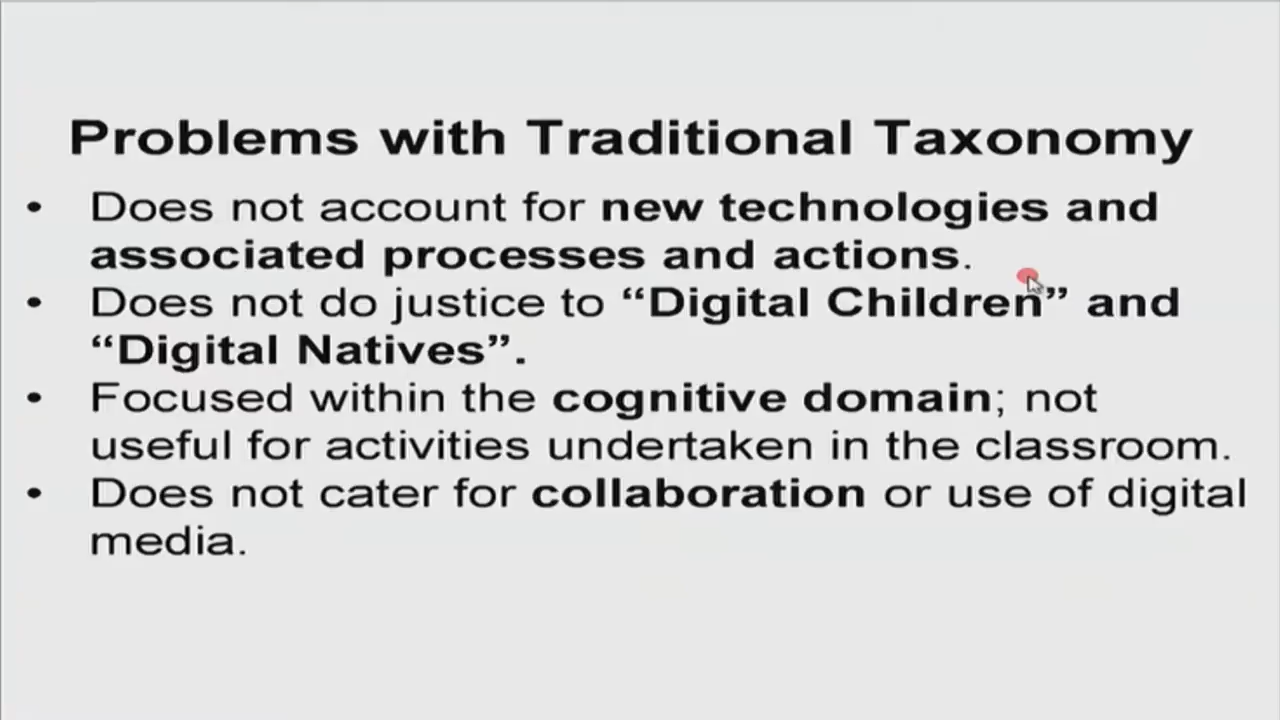 Problems with Traditional Taxonomy
• Does not account for new technologies and
associated processes and actions.
• Does not do justice to “Digital Children” and
“Digital Natives”.
• Focused within the cognitive domain; not
useful for activities undertaken in the classroom.
• Does not cater for collaboration or use of digital
media.